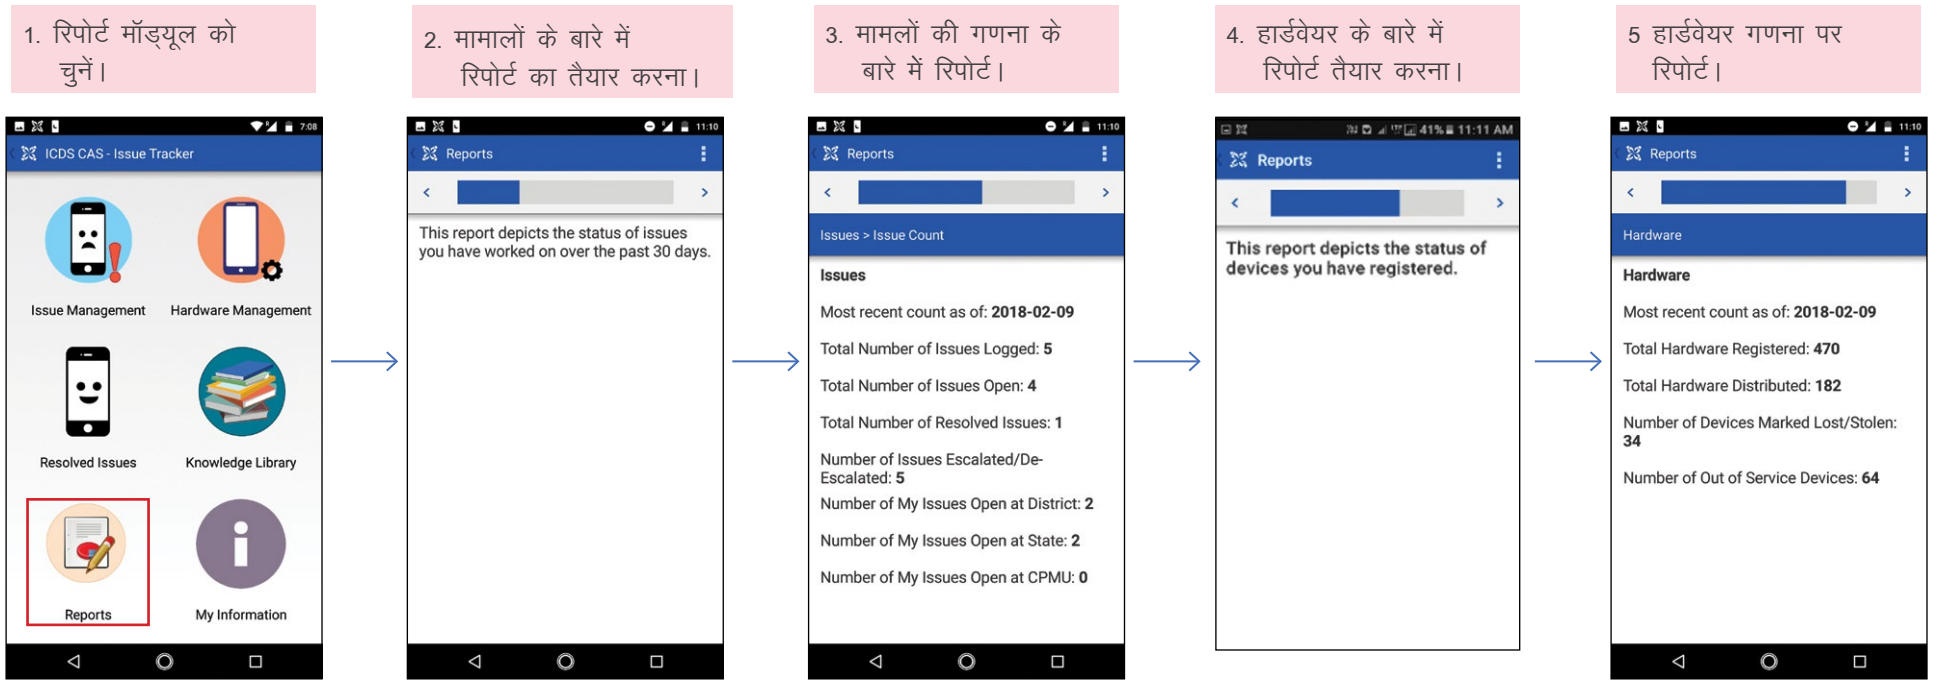 1. रिपोर्ट मॉड्यूल को
चुनें।
2. मामालों के बारे में
रिपोर्ट का तैयार करना।
3. मामलों की गणना के
बारे में रिपोर्ट।
4. हार्डवेयर के बारे में
रिपोर्ट तैयार करना।
5 हार्डवेयर गणना पर
रिपोर्ट।
7:08
ICDS CAS - Issue Tracker
Issue Management
Hardware Management
Resolved Issues
Knowledge Library
Reports
My Information
11:10
Reports
This report depicts the status of issues
you have worked on over the past 30 days.
11:10
Reports
Issues > Issue Count
Issues
Most recent count as of: 2018-02-09
Total Number of Issues Logged: 5
Total Number of Issues Open: 4
Total Number of Resolved Issues: 1
Number of Issues Escalated/De-
Escalated: 5
Number of My Issues Open at District: 2
Number of My Issues Open at State: 2
Number of My Issues Open at CPMU: 0
41% 11:11 AM
Reports
This report depicts the status of
devices you have registered.
11:10
Reports
Hardware
Hardware
Most recent count as of: 2018-02-09
Total Hardware Registered: 470
Total Hardware Distributed: 182
Number of Devices Marked Lost/Stolen:
34
Number of Out of Service Devices: 64